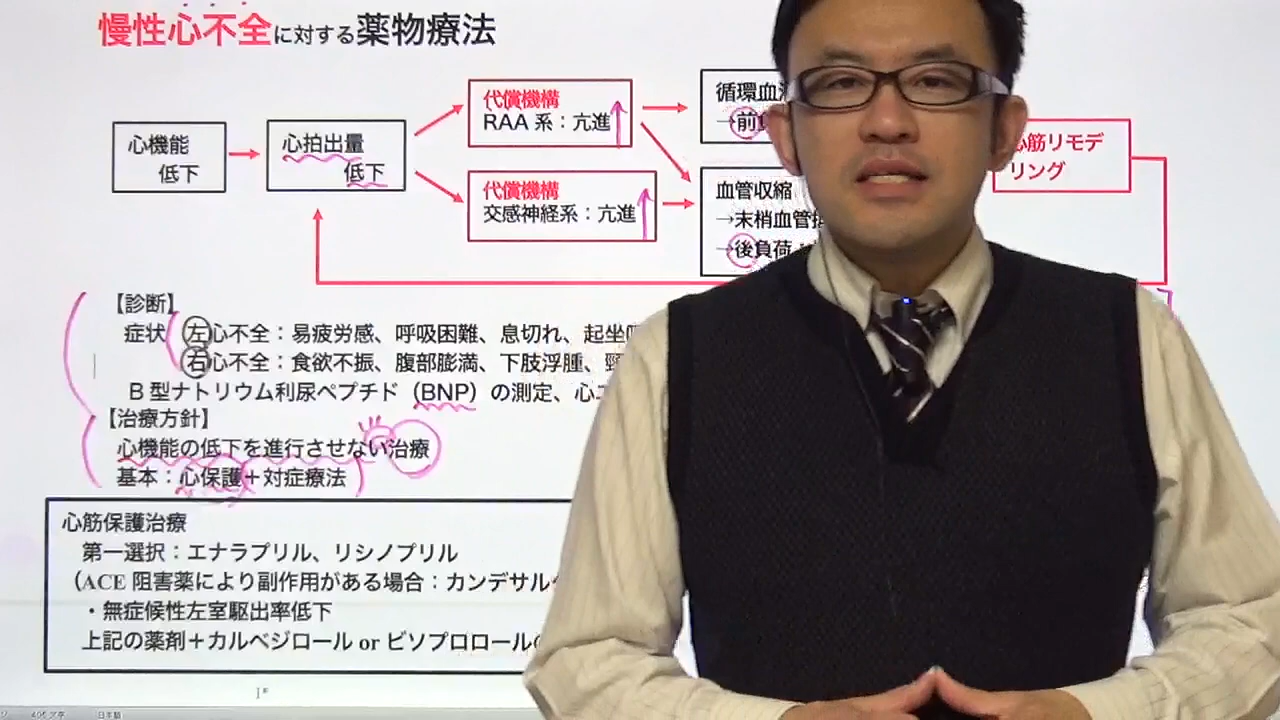 慢性心不全に対する薬物療法
心機能
低下
心拍出量
低下
代償機構
RAA 系：亢進
代償機構
交感神経系：亢進
循環血
→前
血管収縮
→末梢血管
→後負荷
心筋リモデ
リング
【診断】
症状 左心不全：易疲労感、呼吸困難、息切れ、起坐
右心不全：食欲不振、腹部膨満、下肢浮腫、
B 型ナトリウム利尿ペプチド（BNP）の測定、心
【治療方針】
心機能の低下を進行させない治療
基本：心保護＋対症療法
心筋保護治療
第一選択：エナラプリル、リシノプリル
（ACE 阻害薬により副作用がある場合：カンデサル
・無症候性左室駆出率低下
上記の薬剤＋カルベジロール or ビソプロロール